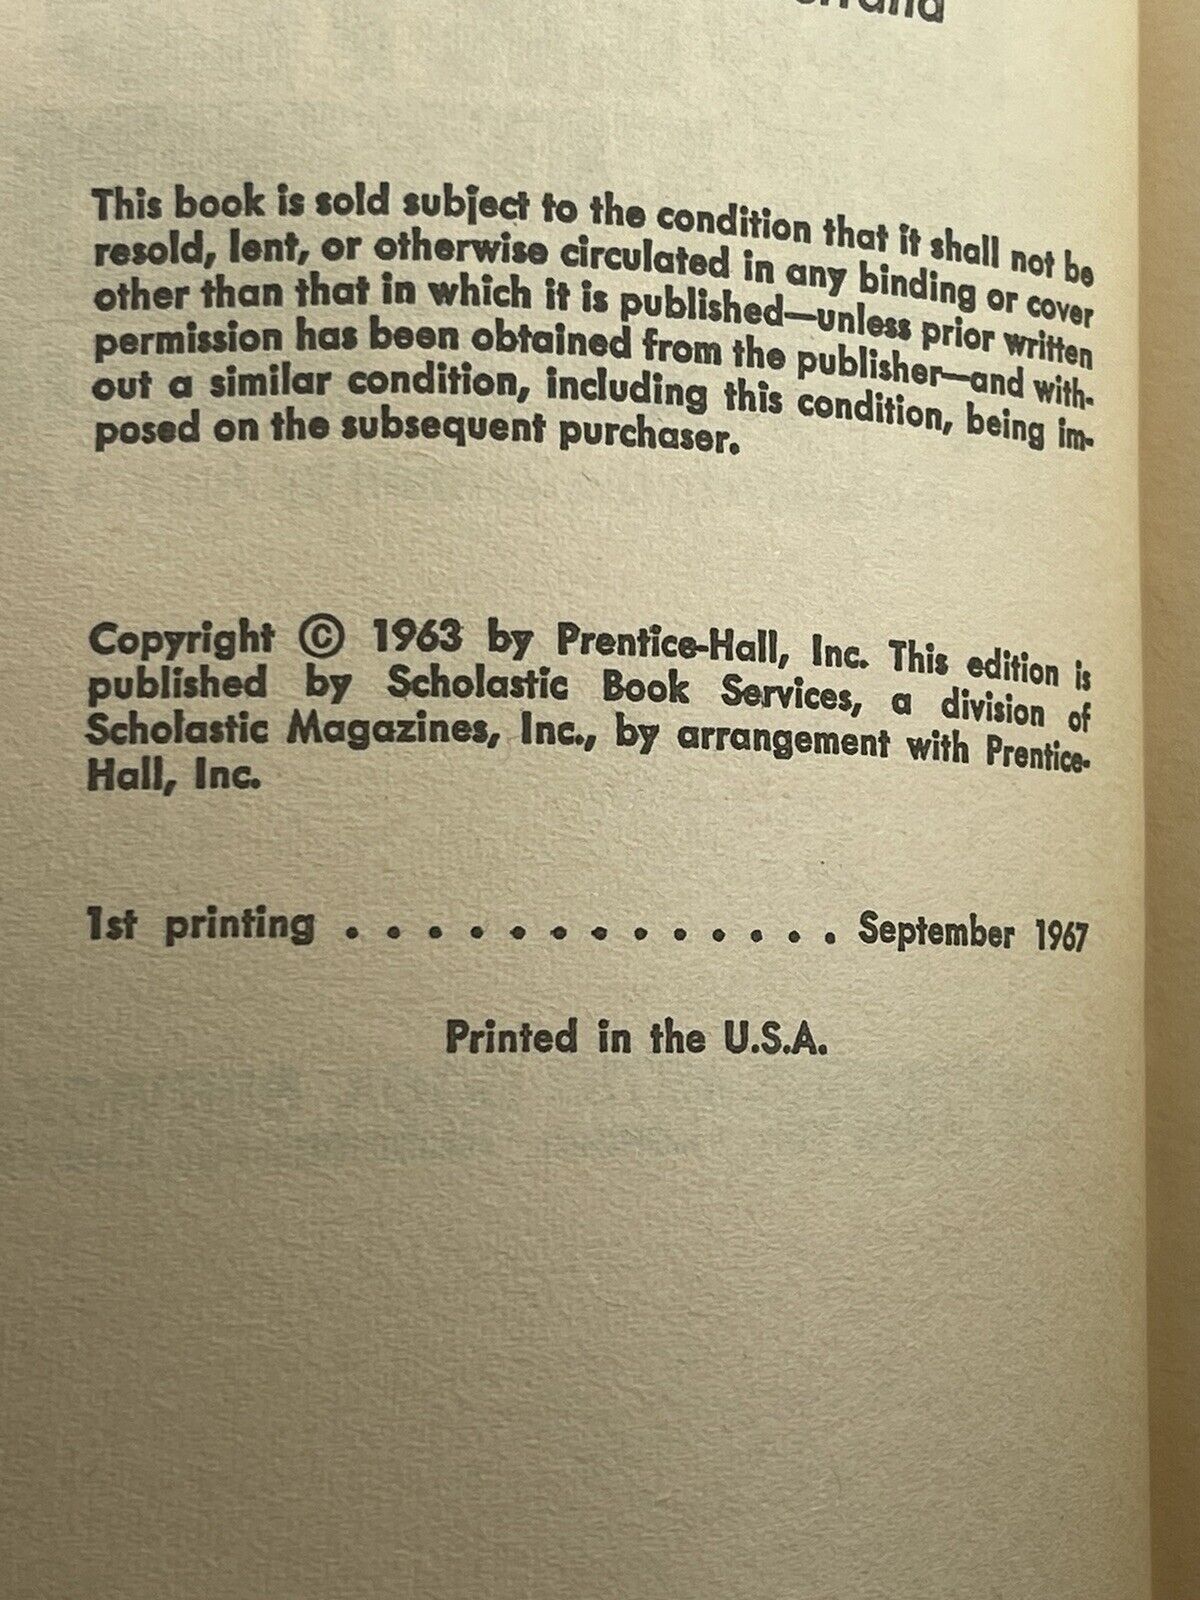 This book is sold subject to the condition that it shall not be
resold, lent, or otherwise circulated in any binding or cover
other than that in which it is published—unless prior written
permission has been obtained from the publisher—and with-
out a similar condition, including this condition, being im-
posed on the subsequent purchaser.
Copyright © 1963 by Prentice-Hall, Inc. This edition is
published by Scholastic Book Services, a division of
Scholastic Magazines, Inc., by arrangement with Prentice-
Hall, Inc.
1st printing . . . . . . . . . . . . . September 1967
Printed in the U.S.A.